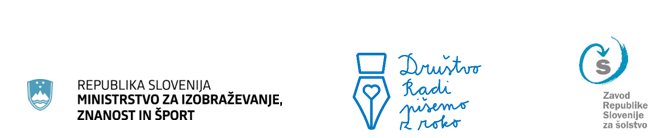 REPUBLIKA SLOVENIJA
MINISTRSTVO ZA IZOBRAŽEVANJE,
ZNANOST IN ŠPORT
Društvo
Radi
pišemo
z roko
Š
Zavod
Republike
Slovenije
za šolstvo